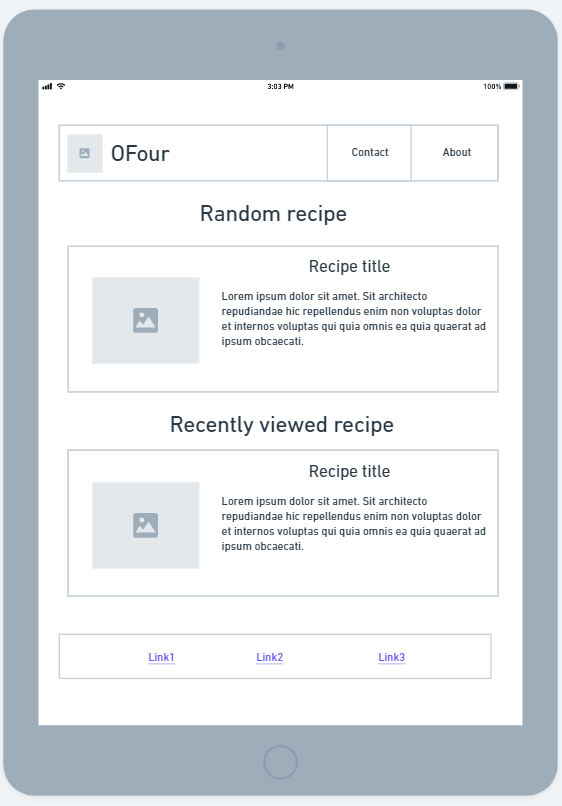 3:03 PM 100%
OFour Contact About
Random recipe
Recipe title
Lorem ipsum dolor sit amet. Sit architecto
repudiandae hic repellendus enim non voluptas dolor
et internos voluptas qui quia omnis ea quia quaerat ad
ipsum obcaecati.
Recently viewed recipe
Recipe title
Lorem ipsum dolor sit amet. Sit architecto
repudiandae hic repellendus enim non voluptas dolor
et internos voluptas qui quia omnis ea quia quaerat ad
ipsum obcaecati.
Link1 Link2 Link3